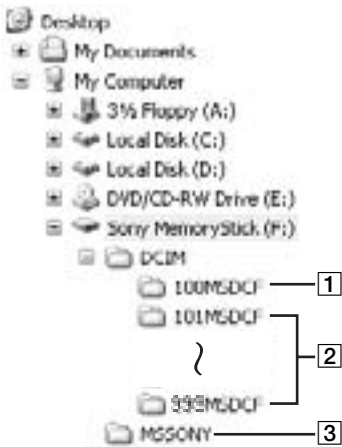 Desktop
My Documents
My Computer
3½ Floppy (A:)
Local Disk (C:)
Local Disk (D:)
DVD/CD-RW Drive (E:)
Sony MemoryStick (F:)
DCIM
100MSDCF 1
101MSDCF
2
999MSDCF
MSSONY 3